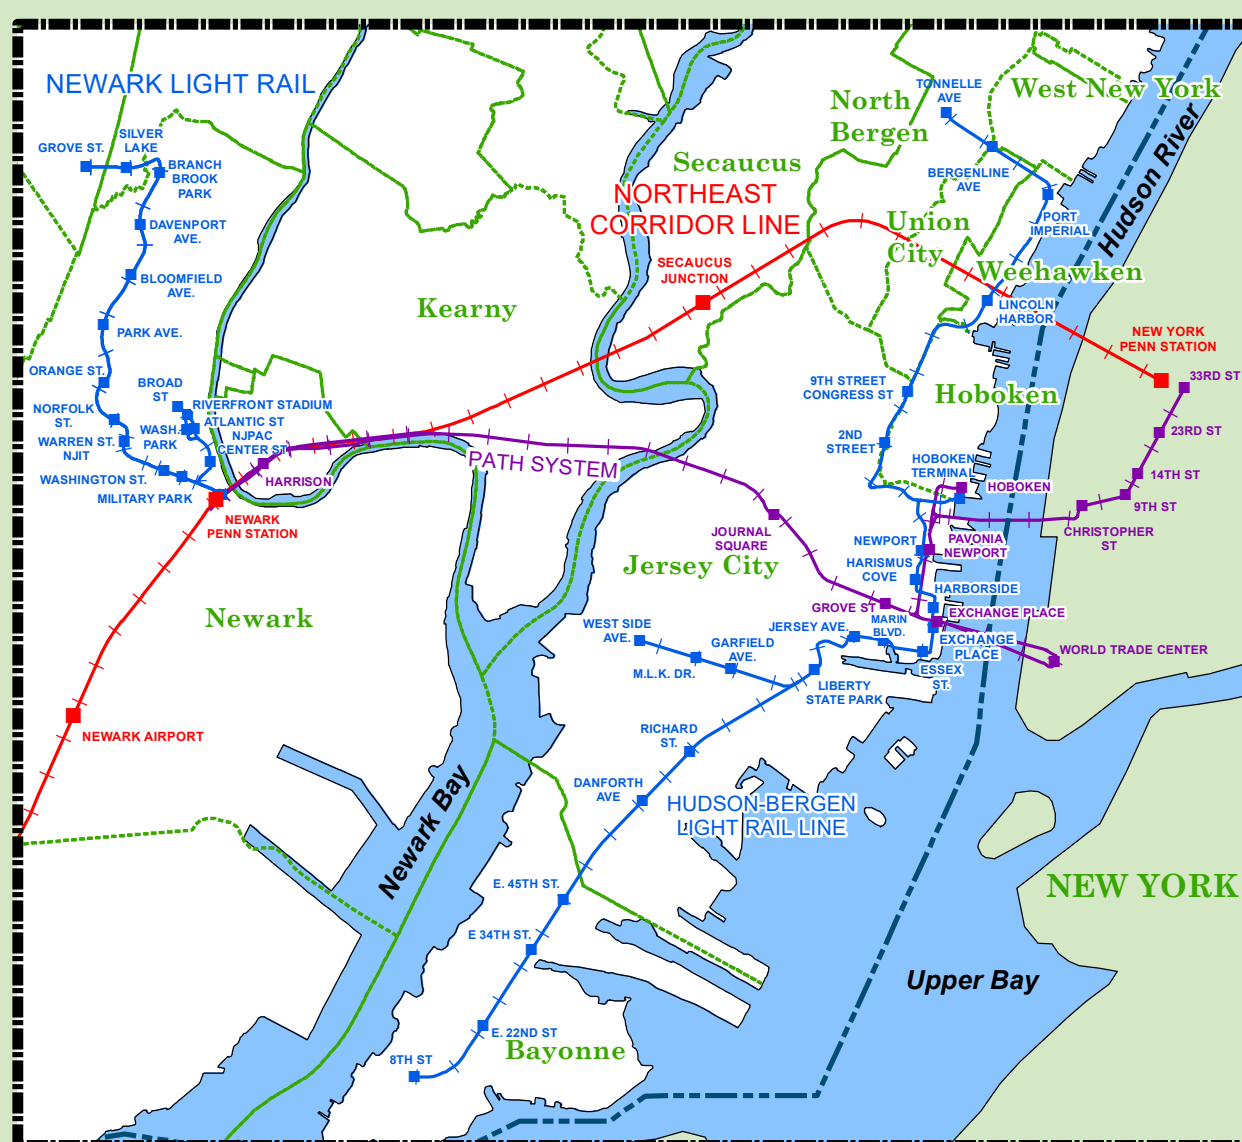 NEWARK LIGHT RAIL
GROVE ST.
SILVER
LAKE
BRANCH
BROOK
PARK
DAVENPORT
AVE.
BLOOMFIELD
AVE.
PARK AVE.
ORANGE ST.
NORFOLK
ST.
WARREN ST.
NJIT
WASHINGTON ST.
MILITARY PARK
BROAD
ST
RIVERFRONT STADIUM
ATLANTIC ST
WASH.
PARK
NJPAC
CENTER ST
HARRISON
NEWARK
PENN STATION
NEWARK AIRPORT
Newark
Kearny
Secaucus
NORTHEAST
CORRIDOR LINE
SECAUCUS
JUNCTION
North
Bergen
TONNELLE
AVE
West New York
BERGENLINE
AVE
Union
City
PORT
IMPERIAL
Weehawken
LINCOLN
HARBOR
Hudson River
NEW YORK
PENN STATION
33RD ST
23RD ST
14TH ST
9TH ST
CHRISTOPHER
ST
9TH STREET
CONGRESS ST
Hoboken
2ND
STREET
HOBOKEN
TERMINAL
HOBOKEN
PATH SYSTEM
JOURNAL
SQUARE
Jersey City
NEWPORT
PAVONIA
NEWPORT
HARISMUS
COVE
HARBORSIDE
GROVE ST
EXCHANGE PLACE
MARIN
BLVD.
EXCHANGE
PLACE
WORLD TRADE CENTER
ESSEX
ST.
JERSEY AVE.
WEST SIDE
AVE.
GARFIELD
AVE.
M.L.K. DR.
LIBERTY
STATE PARK
RICHARD
ST.
DANFORTH
AVE
HUDSON-BERGEN
LIGHT RAIL LINE
Newark Bay
E. 45TH ST.
E 34TH ST.
E. 22ND ST
8TH ST
Bayonne
NEW YORK
Upper Bay